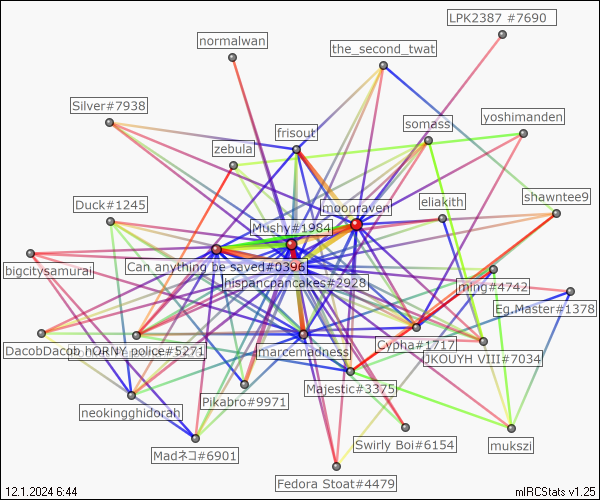 LPK2387 #7690
normalwan
the_second_twat
Silver#7938
yoshimanden
somass
frisout
zebula
eliakith
shawntee9
Duck#1245
moonraven
Mushy#1984
bigcitysamurai
Can anything be saved#0396
hispancpancakes#2928
ming#4742
Eg.Master#1378
DacobDacob
hORNY police#5271
marcemadness
Cypha#1717
JKOUYH VIII#7034
Majestic#3375
neokingghidorah
Pikabro#9971
Swirly Boi#6154
mukszi
Madネコ#6901
Fedora Stoat#4479
12.1.2024 6:44
mIRCStats v1.25